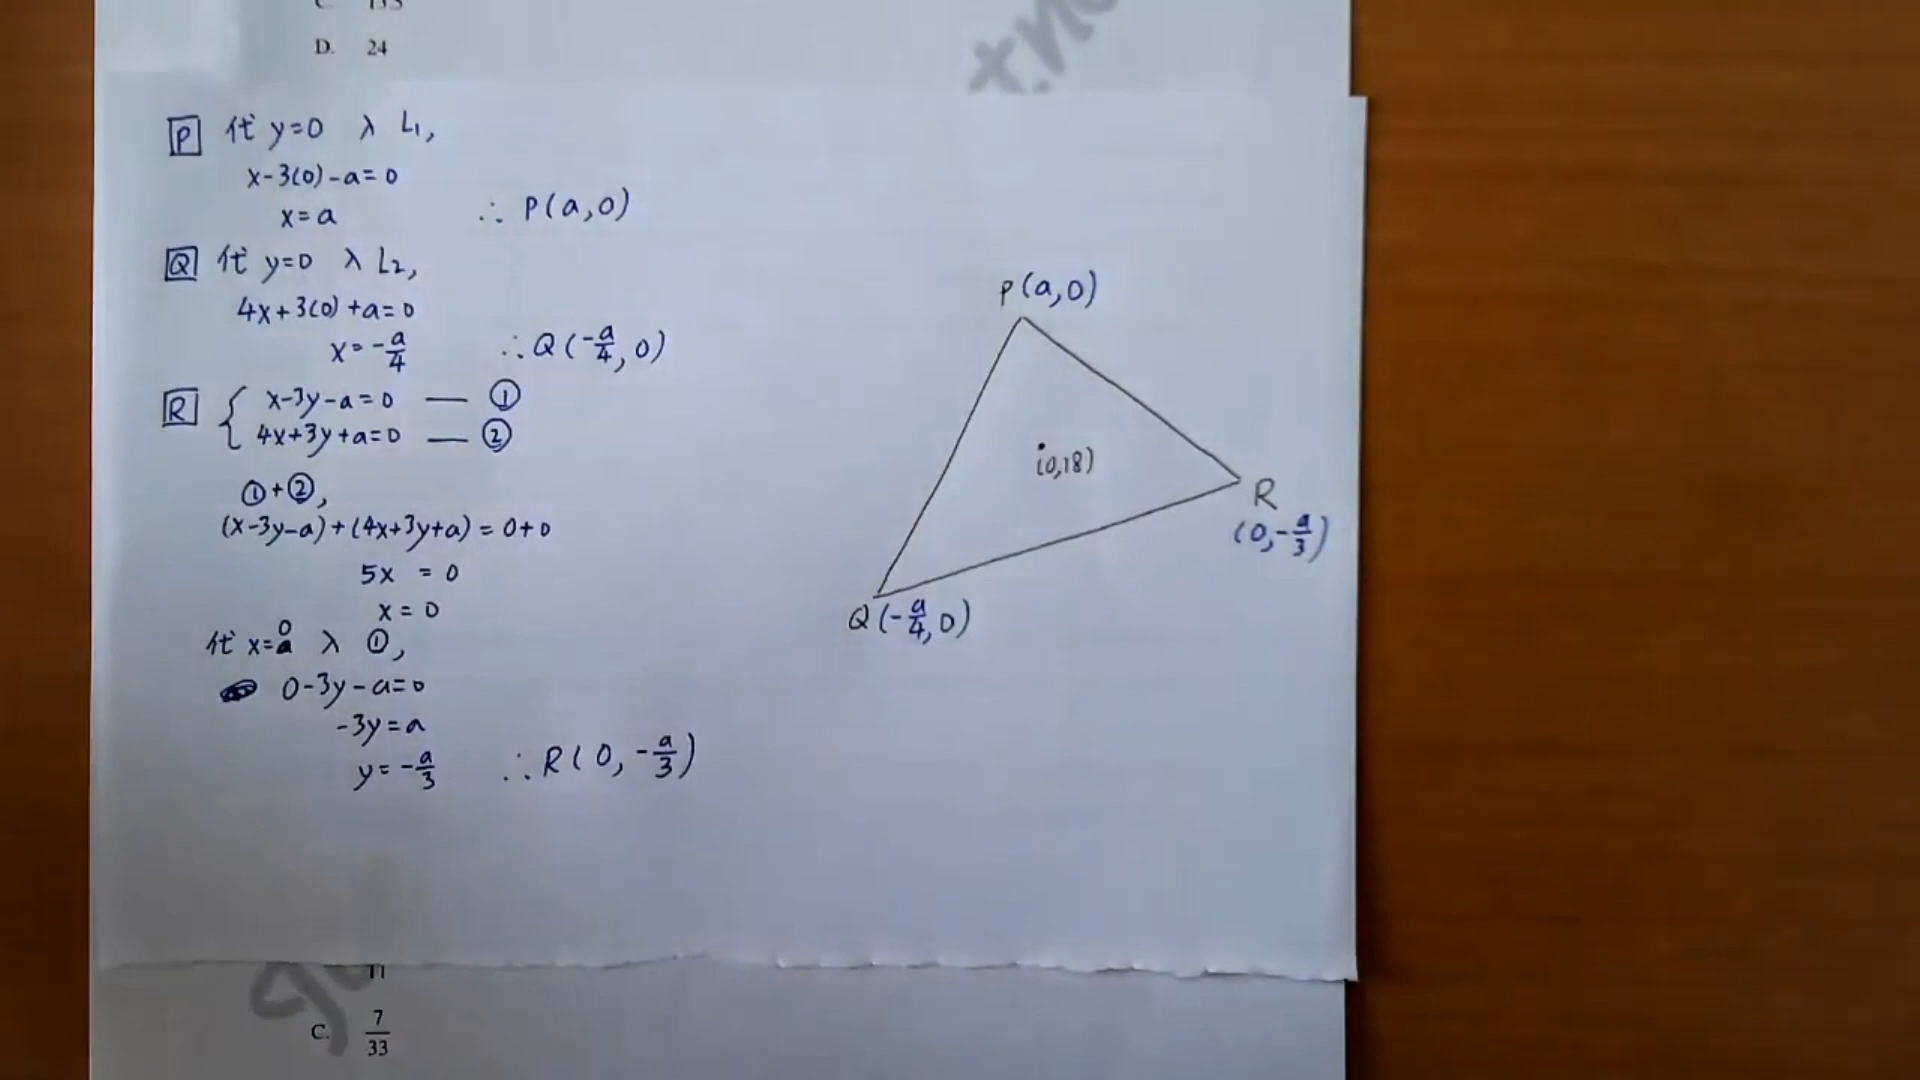 D. 24
P 代 y=0 入 L₁,
x-3(0)-a=0
x=a ∴ P(a,0)
Q 代 y=0 入 L₂,
4x+3(0)+a=0
x=-a/4 ∴ Q(-a/4, 0)
R { x-3y-a=0 — ①
4x+3y+a=0 — ②
①+②,
(x-3y-a)+(4x+3y+a)=0+0
5x = 0
x = 0
代 x=0 入 ①,
0-3y-a=0
-3y=a
y=-a/3 ∴ R(0, -a/3)
P(a,0)
(0,18)
R
(0,-a/3)
Q(-a/4,0)
11
C. 7/33